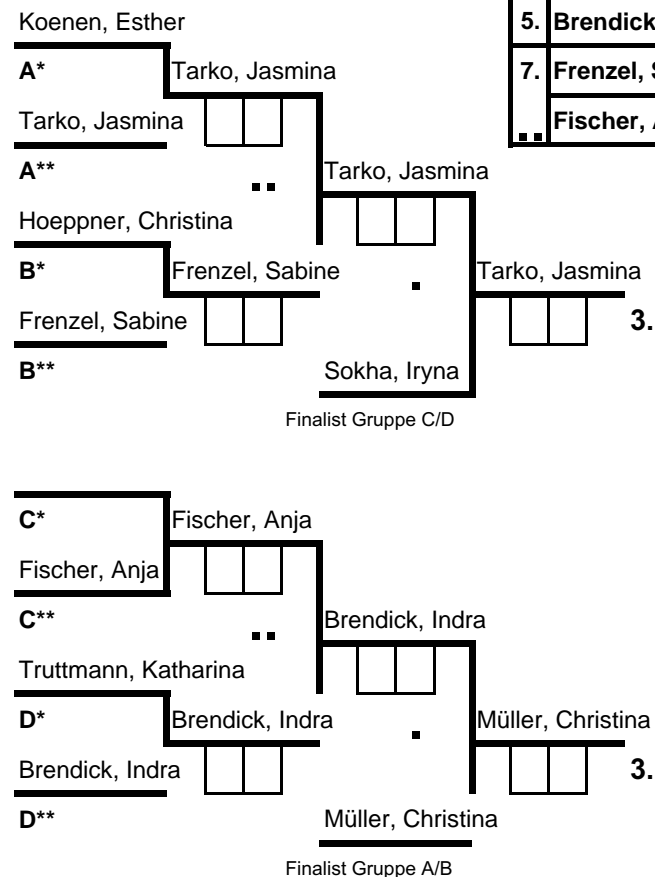 Koenen, Esther
5. Brendick
A* Tarko, Jasmina
7. Frenzel,
Tarko, Jasmina
Fischer,
A** Tarko, Jasmina
Hoeppner, Christina
B* Frenzel, Sabine Tarko, Jasmina
Frenzel, Sabine 3.
B** Sokha, Iryna
Finalist Gruppe C/D
C* Fischer, Anja
Fischer, Anja
C** Brendick, Indra
Truttmann, Katharina
D* Brendick, Indra Müller, Christina
Brendick, Indra 3.
D** Müller, Christina
Finalist Gruppe A/B